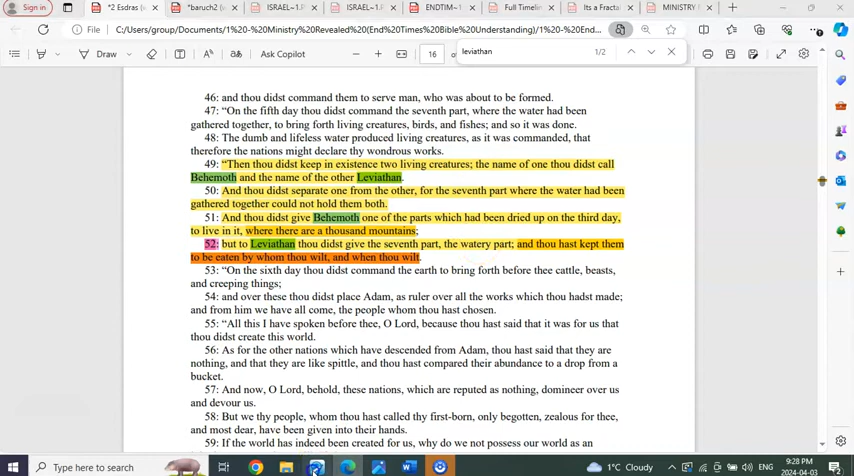 Sign in
*2 Esdras w
*baruch2 (w
ISRAEL~1.P
ISRAEL~1.P
ENDTIM~1
Full Timelin
Its a Fractal
MINISTRY N
File
C:/Users/group/Documents/1%20-%20Ministry%20Revealed%20(End%20Times%20Bible%20Understanding)/1%20-%20End...
Ask Copilot
16
leviathan
1/2
46: and thou didst command them to serve man, who was about to be formed.
47: “On the fifth day thou didst command the seventh part, where the water had been
gathered together, to bring forth living creatures, birds, and fishes; and so it was done.
48: The dumb and lifeless water produced living creatures, as it was commanded, that
therefore the nations might declare thy wondrous works.
49: “Then thou didst keep in existence two living creatures; the name of one thou didst call
Behemoth and the name of the other Leviathan.
50: And thou didst separate one from the other, for the seventh part where the water had been
gathered together could not hold them both.
51: And thou didst give Behemoth one of the parts which had been dried up on the third day,
to live in it, where there are a thousand mountains;
52: but to Leviathan thou didst give the seventh part, the watery part; and thou hast kept them
to be eaten by whom thou wilt, and when thou wilt.
53: “On the sixth day thou didst command the earth to bring forth before thee cattle, beasts,
and creeping things;
54: and over these thou didst place Adam, as ruler over all the works which thou hadst made;
and from him we have all come, the people whom thou hast chosen.
55: “All this I have spoken before thee, O Lord, because thou hast said that it was for us that
thou didst create this world.
56: As for the other nations which have descended from Adam, thou hast said that they are
nothing, and that they are like spittle, and thou hast compared their abundance to a drop from a
bucket.
57: And now, O Lord, behold, these nations, which are reputed as nothing, domineer over us
and devour us.
58: But we thy people, whom thou hast called thy first-born, only begotten, zealous for thee,
and most dear, have been given into their hands.
59: If the world has indeed been created for us, why do we not possess our world as an
Type here to search
1°C Cloudy
ENG
9:28 PM
2024-04-03